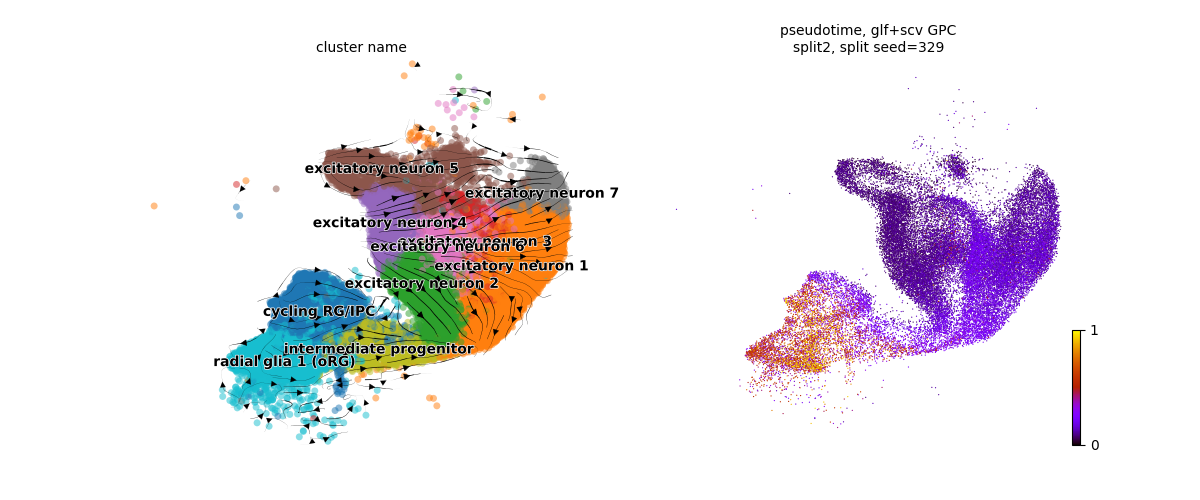 cluster name
excitatory neuron 5
excitatory neuron 7
excitatory neuron 4
excitatory neuron 3
excitatory neuron 6
excitatory neuron 1
excitatory neuron 2
cycling RG/IPC
intermediate progenitor
radial glia 1 (oRG)
pseudotime, glf+scv GPC
split2, split seed=329
1
0